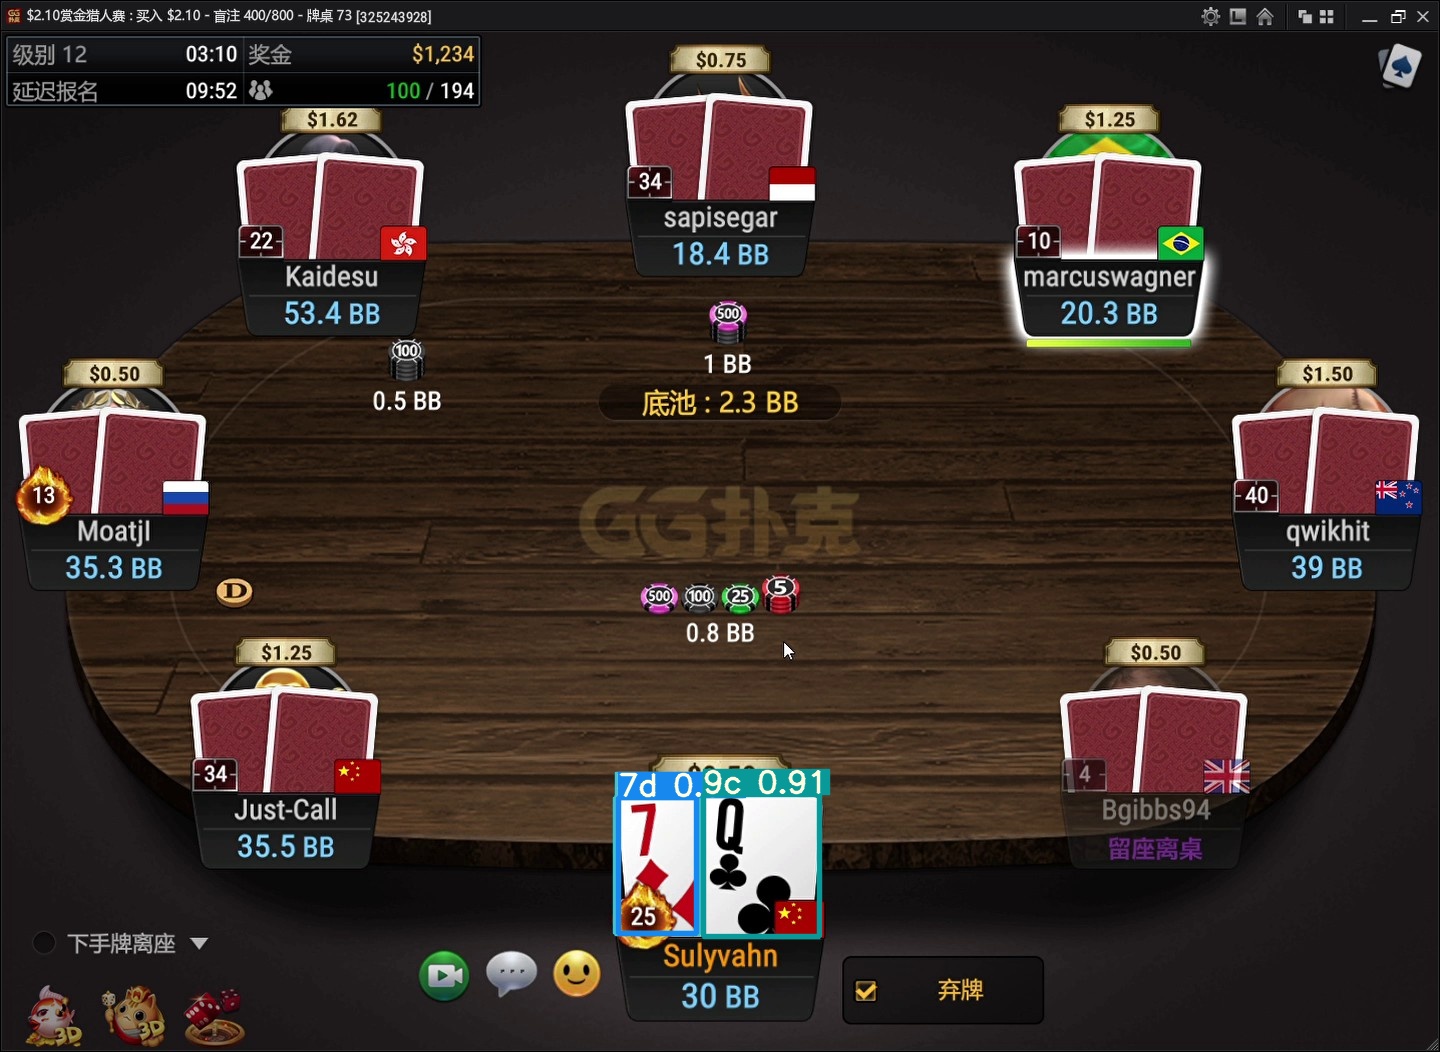 $2.10赏金猎人赛 : 买入 $2.10 - 盲注 400/800 - 牌桌 73 [325243928]
级别 12 03:10 奖金 $1,234
延迟报名 09:52 100 / 194
$0.75
$1.62
$1.25
34
sapisegar
18.4 BB
22
Kaidesu
53.4 BB
10
marcuswagner
20.3 BB
500
1 BB
100
0.5 BB
底池 : 2.3 BB
$0.50
13
Moatjl
35.3 BB
$1.50
40
qwikhit
39 BB
GG扑克
D
500 100 25 5
0.8 BB
$1.25
34
Just-Call
35.5 BB
$0.50
4
Bgibbs94
留座离桌
7d 0.9c 0.91
7
Q
25
Sulyvahn
30 BB
下手牌离座
弃牌
3D
3D